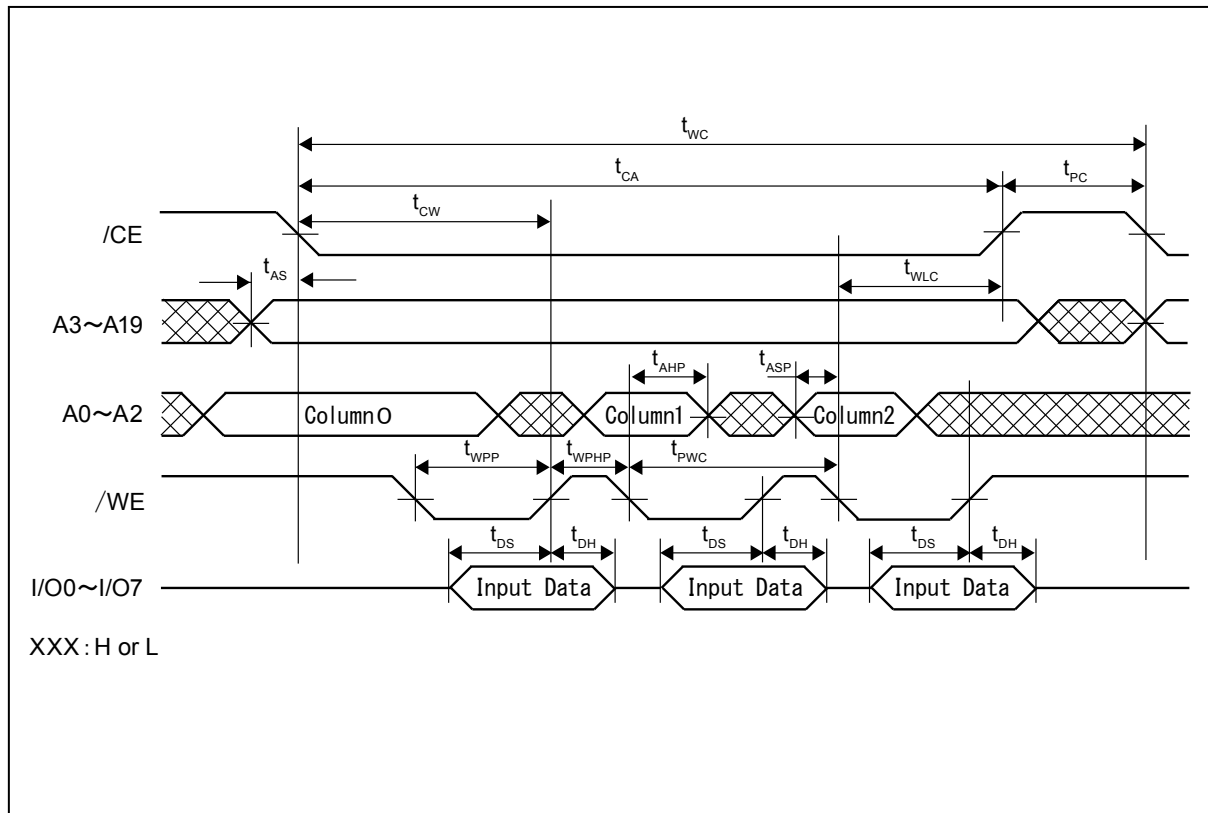 tWC
tCA
tPC
tCW
/CE
tAS
tWLC
A3～A19
tAHP
tASP
A0～A2
Column0
Column1
Column2
tWPP
tWPHP
tPWC
/WE
tDS
tDH
tDS
tDH
tDS
tDH
I/O0～I/O7
Input Data
Input Data
Input Data
XXX : H or L